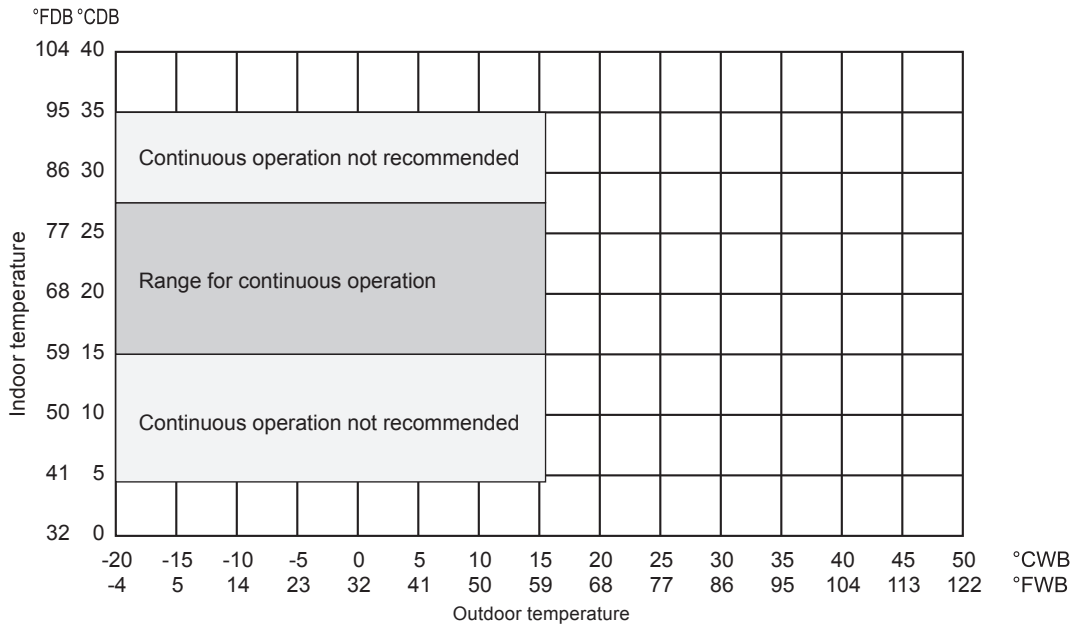 °FDB °CDB
104 40
95 35
Continuous operation not recommended
86 30
77 25
Range for continuous operation
68 20
59 15
50 10
Continuous operation not recommended
41 5
32 0
Indoor temperature
-20 -15 -10 -5 0 5 10 15 20 25 30 35 40 45 50 °CWB
-4 5 14 23 32 41 50 59 68 77 86 95 104 113 122 °FWB
Outdoor temperature